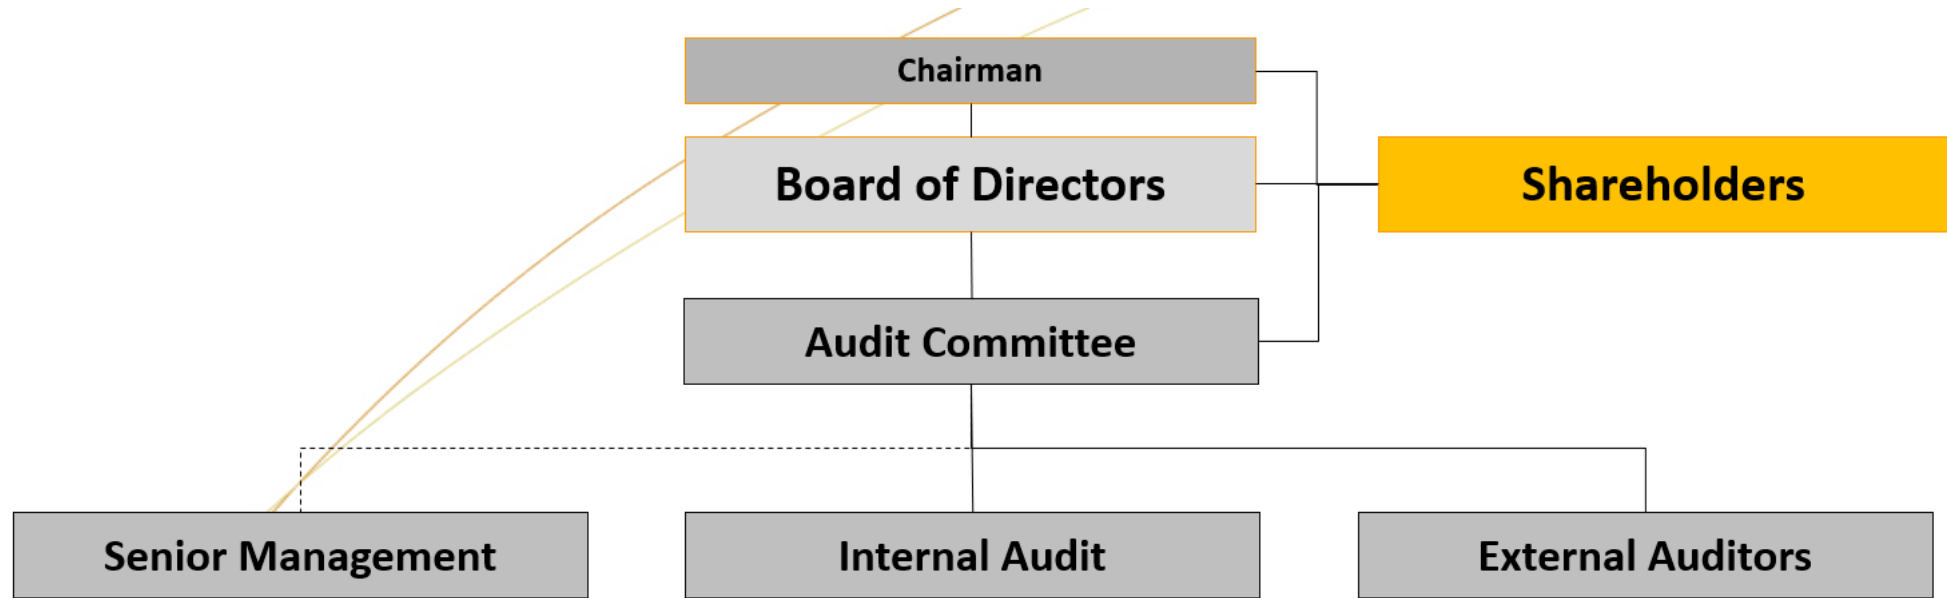 Chairman
Board of Directors
Shareholders
Audit Committee
Senior Management
Internal Audit
External Auditors